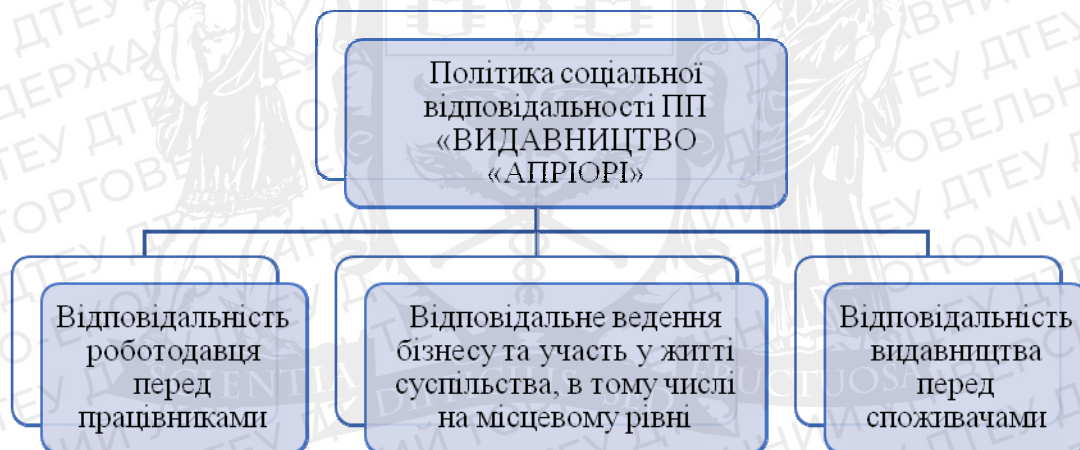 Політика соціальної
відповідальності ПП
«ВИДАВНИЦТВО
«АПРІОРІ»
Відповідальність
роботодавця
перед
працівниками
Відповідальне ведення
бізнесу та участь у житті
суспільства, в тому числі
на місцевому рівні
Відповідальність
видавництва
перед
споживачами